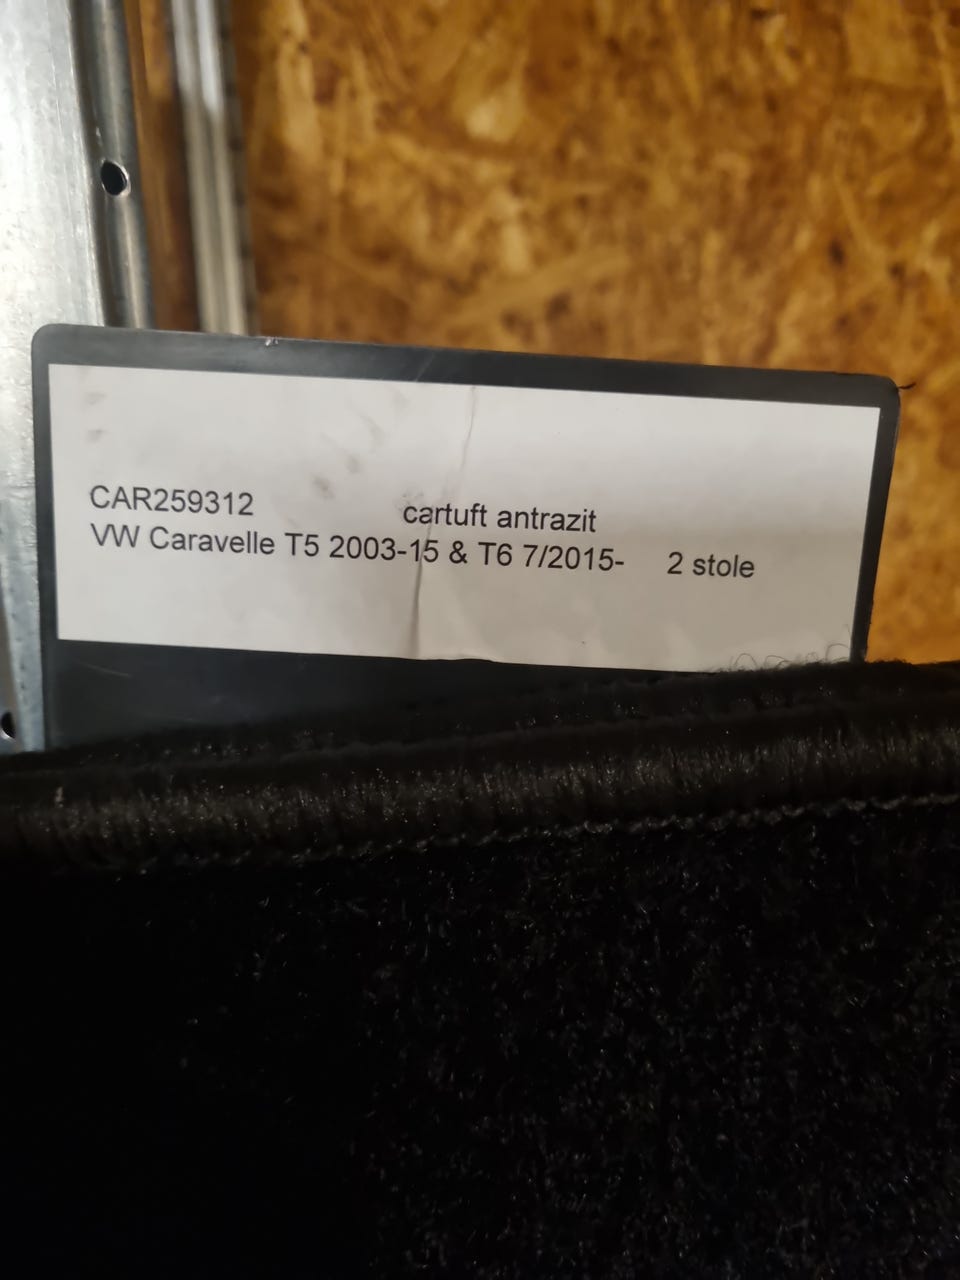 CAR259312 cartuft antrazit
VW Caravelle T5 2003-15 & T6 7/2015- 2 stole